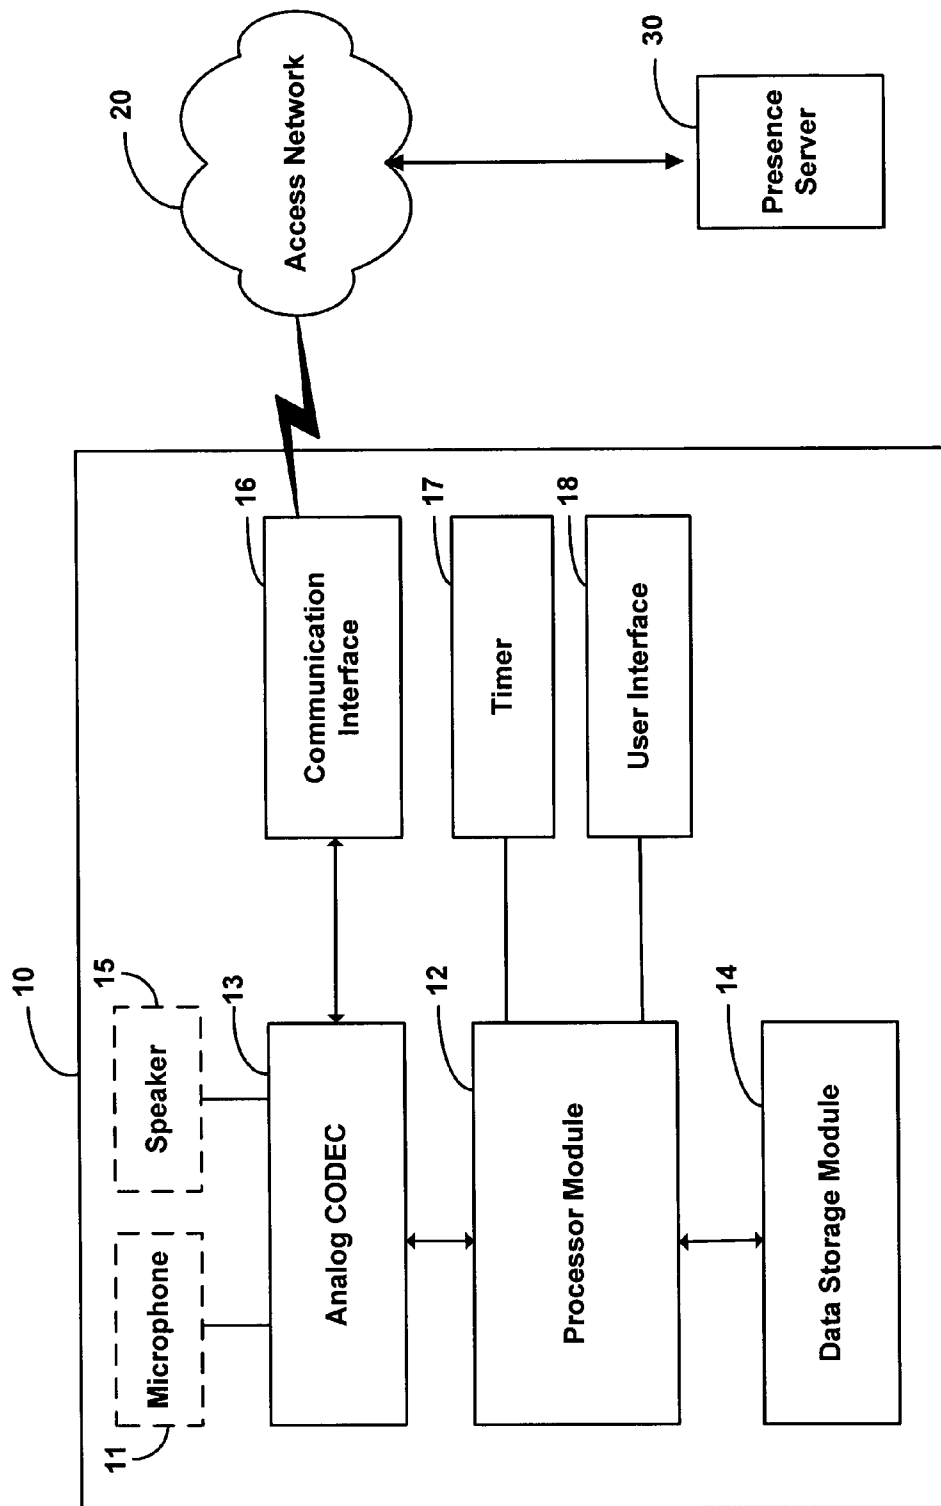 10
11
Microphone
15
Speaker
13
Analog CODEC
16
Communication
Interface
20
Access Network
12
Processor Module
17
Timer
18
User Interface
14
Data Storage Module
30
Presence
Server